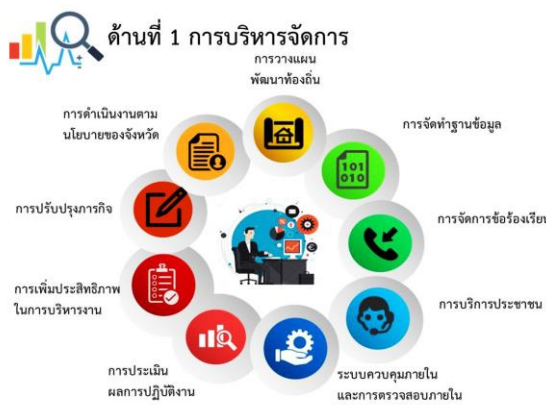 ด้านที่ 1 การบริหารจัดการ
การวางแผน
พัฒนาท้องถิ่น
การดำเนินงานตาม
นโยบายของจังหวัด
การจัดทำฐานข้อมูล
101
010
การปรับปรุงภารกิจ
การจัดการข้อร้องเรียน
การเพิ่มประสิทธิภาพ
ในการบริหารงาน
การบริการประชาชน
การประเมิน
ผลการปฏิบัติงาน
ระบบควบคุมภายใน
และการตรวจสอบภายใน